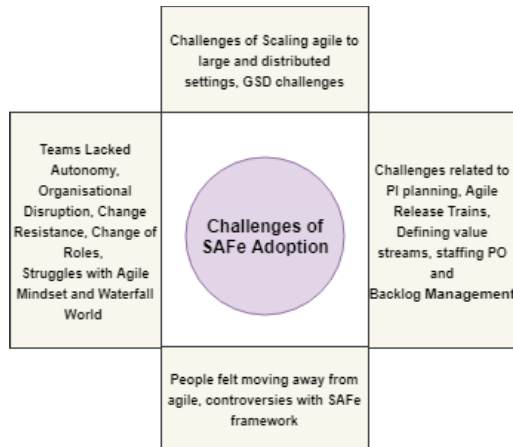 Challenges of Scaling agile to
large and distributed
settings, GSD challenges
Teams Lacked
Autonomy,
Organisational
Disruption, Change
Resistance, Change of
Roles,
Struggles with Agile
Mindset and Waterfall
World
Challenges of
SAFe Adoption
Challenges related to
PI planning, Agile
Release Trains,
Defining value
streams, staffing PO
and
Backlog Management
People felt moving away from
agile, controversies with SAFe
framework